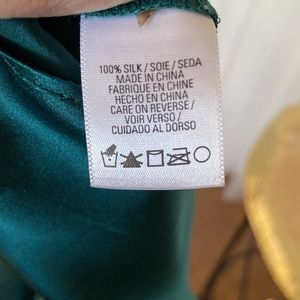 100% SILK / SOIE / SEDA
MADE IN CHINA
FABRIQUE EN CHINE
HECHO EN CHINA
CARE ON REVERSE /
VOIR VERSO /
CUIDADO AL DORSO